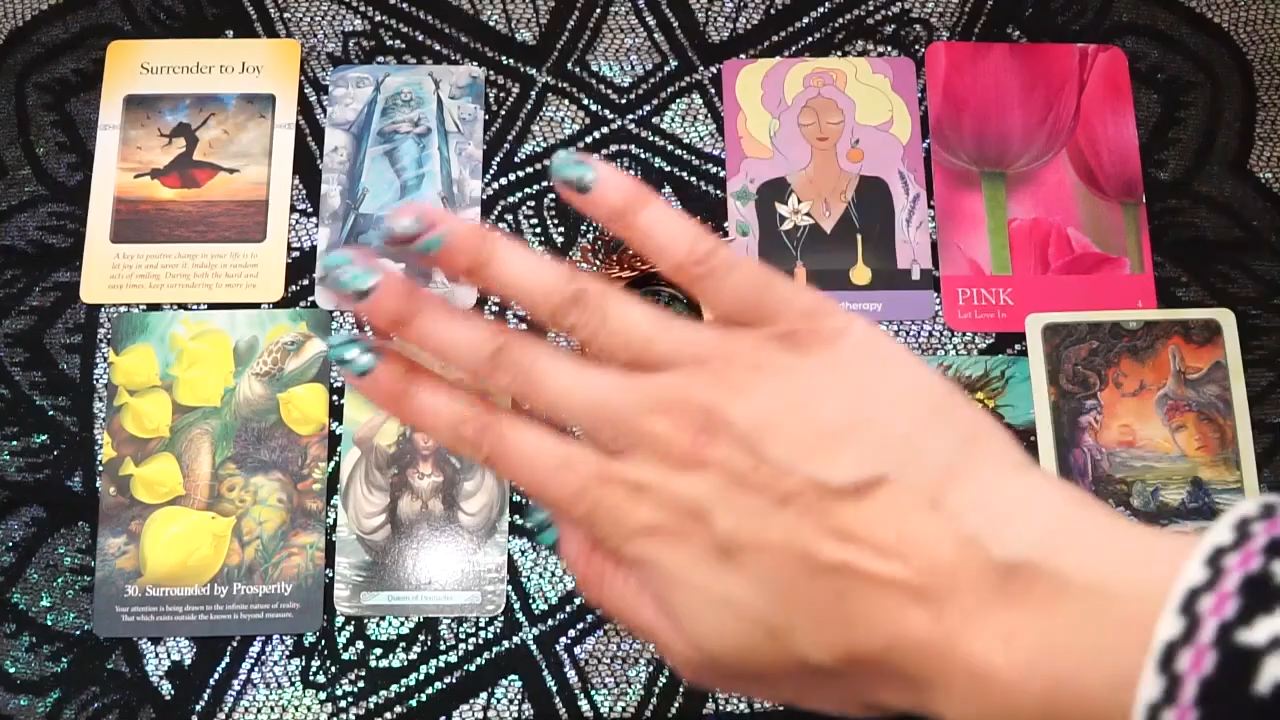 Surrender to Joy
A key to positive change in your life is to
let joy in and savor it. Indulge in random
acts of smiling. During both the hard and
easy times, keep surrendering to more joy.
therapy
PINK
Let Love In
4
30. Surrounded by Prosperity
Your attention is being drawn to the infinite nature of reality.
That which exists outside the known is beyond measure.
Queen of Pentacles